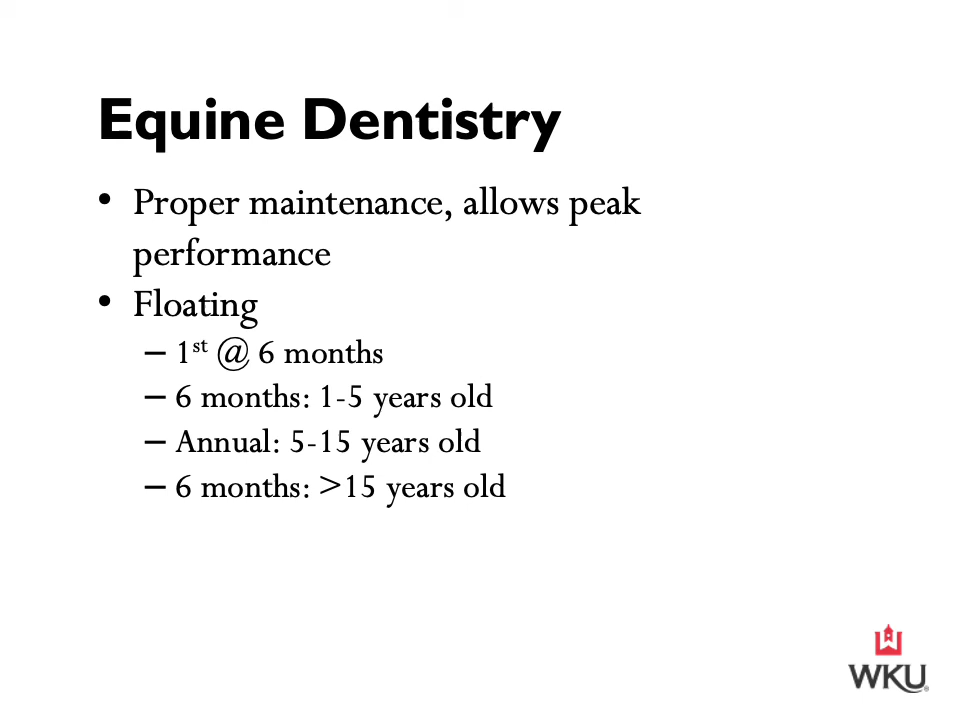 Equine Dentistry
• Proper maintenance, allows peak
performance
• Floating
– 1st @ 6 months
– 6 months: 1-5 years old
– Annual: 5-15 years old
– 6 months: >15 years old
WKU®